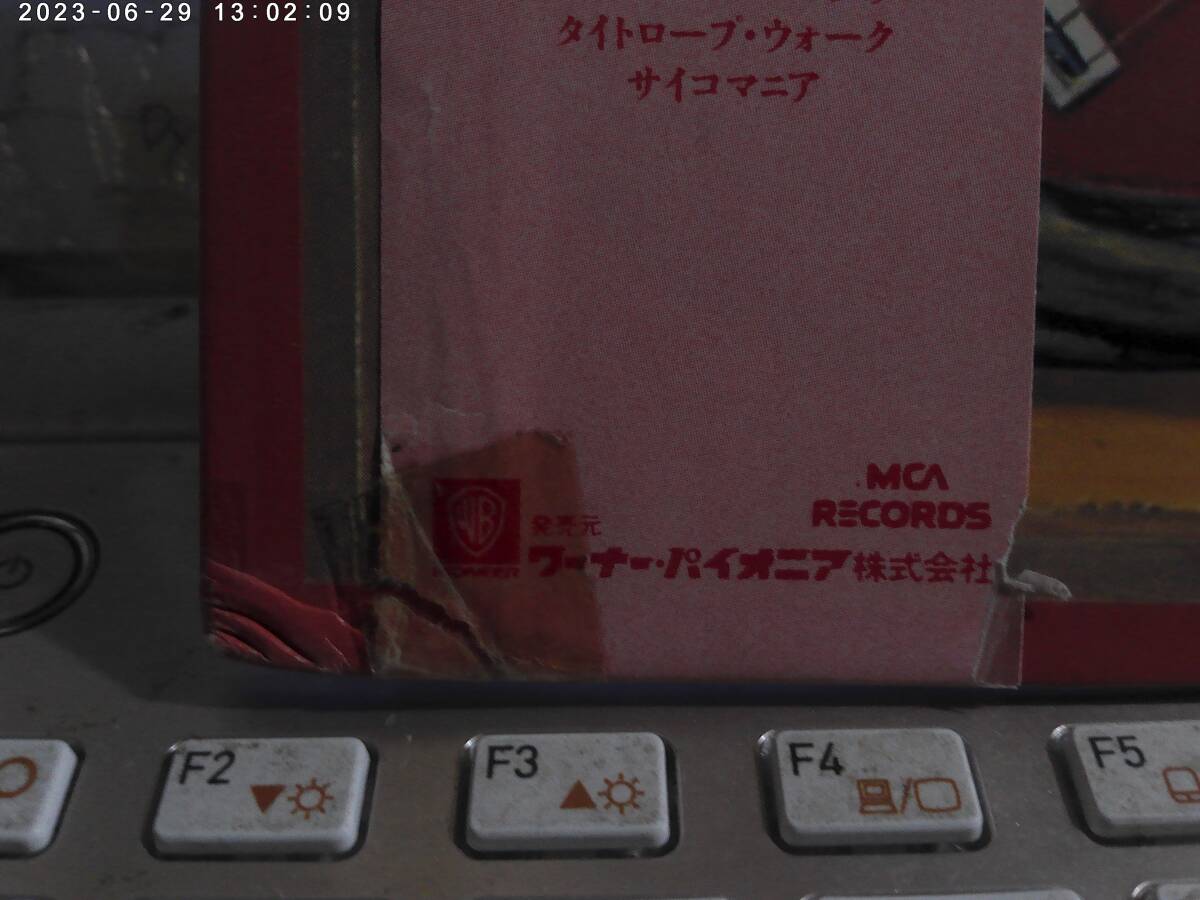 2023-06-29 13:02:09
タイトロープ・ウォーク
サイコマニア
MCA
RECORDS
発売元
ワーナー・パイオニア株式会社
F2
F3
F4
F5